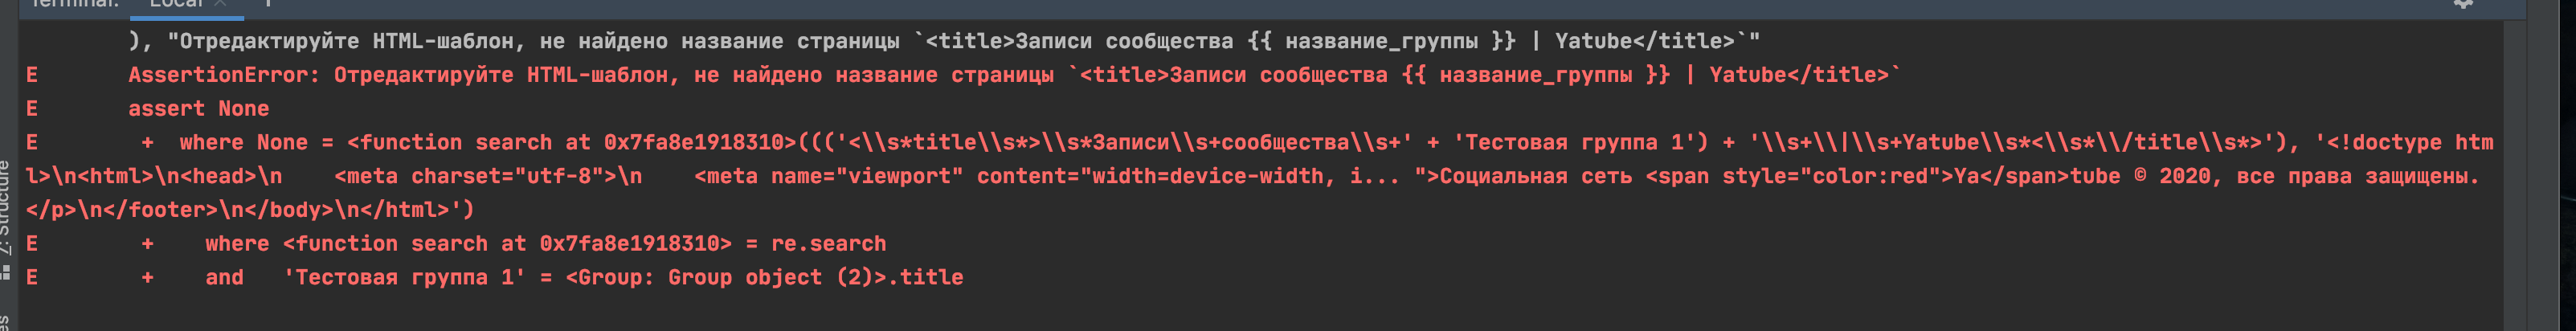 Terminal: Local × +
), "Отредактируйте HTML-шаблон, не найдено название страницы `<title>Записи сообщества {{ название_группы }} | Yatube</title>`"
E AssertionError: Отредактируйте HTML-шаблон, не найдено название страницы `<title>Записи сообщества {{ название_группы }} | Yatube</title>`
E assert None
E + where None = <function search at 0x7fa8e1918310>((('<\\s*title\\s*>\\s*Записи\\s+сообщества\\s+' + 'Тестовая группа 1') + '\\s+\\|\\s+Yatube\\s*<\\s*\\/title\\s*>'), '<!doctype htm
l>\n<html>\n<head>\n    <meta charset="utf-8">\n    <meta name="viewport" content="width=device-width, i... ">Социальная сеть <span style="color:red">Ya</span>tube © 2020, все права защищены.
</p>\n</footer>\n</body>\n</html>')
E + where <function search at 0x7fa8e1918310> = re.search
E + and 'Тестовая группа 1' = <Group: Group object (2)>.title
Z: Structure